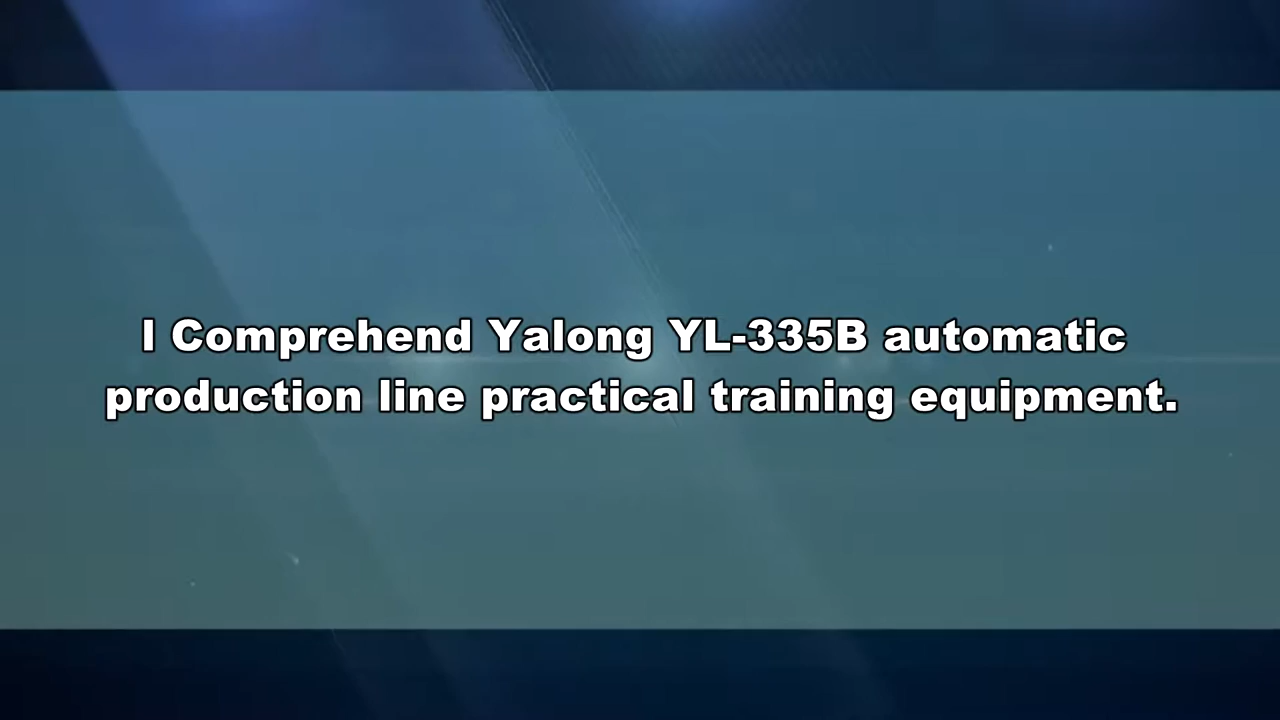 I Comprehend Yalong YL-335B automatic
production line practical training equipment.